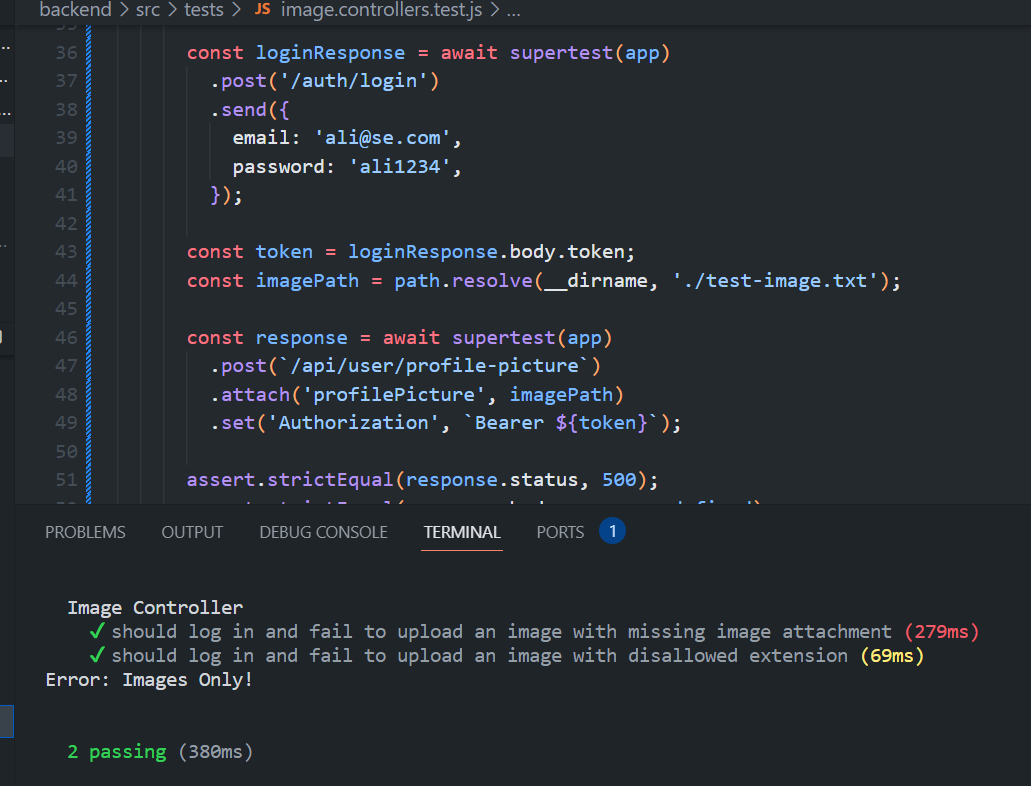 backend > src > tests > JS image.controllers.test.js > ...
36 const loginResponse = await supertest(app)
37 .post('/auth/login')
38 .send({
39 email: 'ali@se.com',
40 password: 'ali1234',
41 });
42
43 const token = loginResponse.body.token;
44 const imagePath = path.resolve(__dirname, './test-image.txt');
45
46 const response = await supertest(app)
47 .post(`/api/user/profile-picture`)
48 .attach('profilePicture', imagePath)
49 .set('Authorization', `Bearer ${token}`);
50
51 assert.strictEqual(response.status, 500);
PROBLEMS OUTPUT DEBUG CONSOLE TERMINAL PORTS 1
Image Controller
✓ should log in and fail to upload an image with missing image attachment (279ms)
✓ should log in and fail to upload an image with disallowed extension (69ms)
Error: Images Only!
2 passing (380ms)